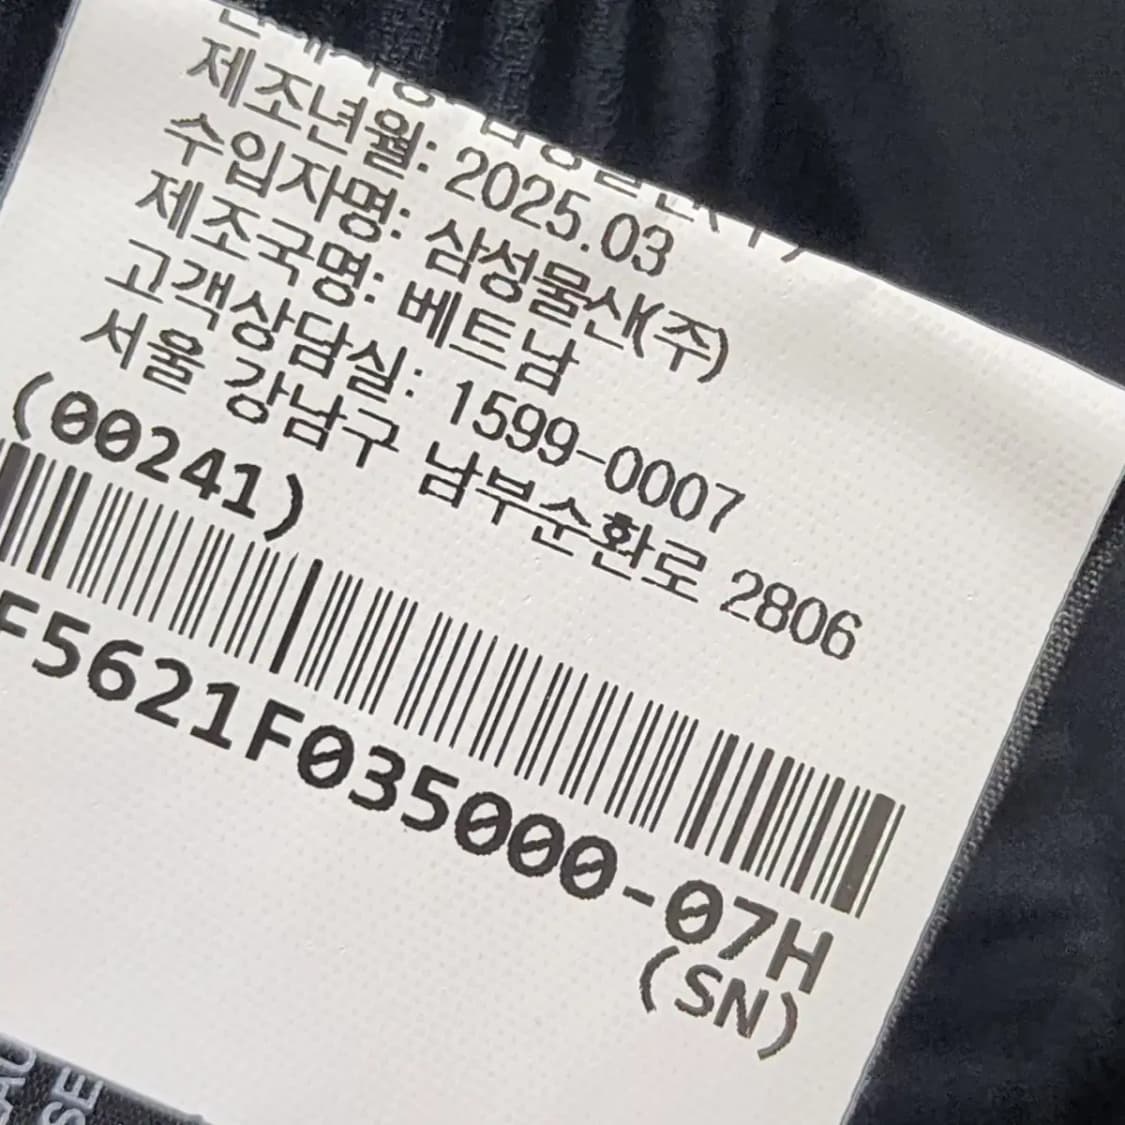 제조년월: 2025.03
수입자명: 삼성물산(주)
제조국명: 베트남
고객상담실: 1599-0007
서울 강남구 남부순환로 2806
(00241)
F5621F035000-07H
(SN)
SE